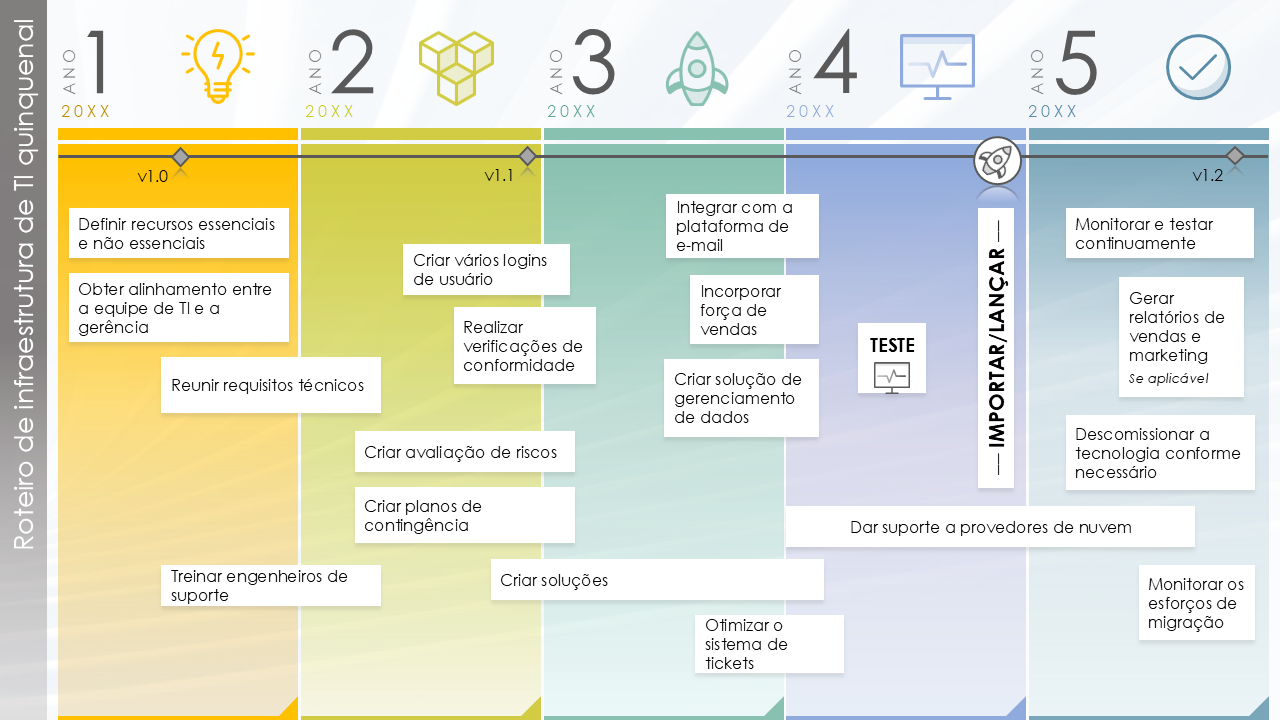 Roteiro de infraestrutura de TI quinquenal
ANO 1
20XX
ANO 2
20XX
ANO 3
20XX
ANO 4
20XX
ANO 5
20XX
v1.0
v1.1
v1.2
Definir recursos essenciais
e não essenciais
Obter alinhamento entre
a equipe de TI e a
gerência
Reunir requisitos técnicos
Treinar engenheiros de
suporte
Criar vários logins
de usuário
Realizar
verificações de
conformidade
Criar avaliação de riscos
Criar planos de
contingência
Criar soluções
Integrar com a
plataforma de
e-mail
Incorporar
força de
vendas
Criar solução de
gerenciamento
de dados
Otimizar o
sistema de
tickets
TESTE
— IMPORTAR/LANÇAR —
Dar suporte a provedores de nuvem
Monitorar e testar
continuamente
Gerar
relatórios de
vendas e
marketing
Se aplicável
Descomissionar a
tecnologia conforme
necessário
Monitorar os
esforços de
migração